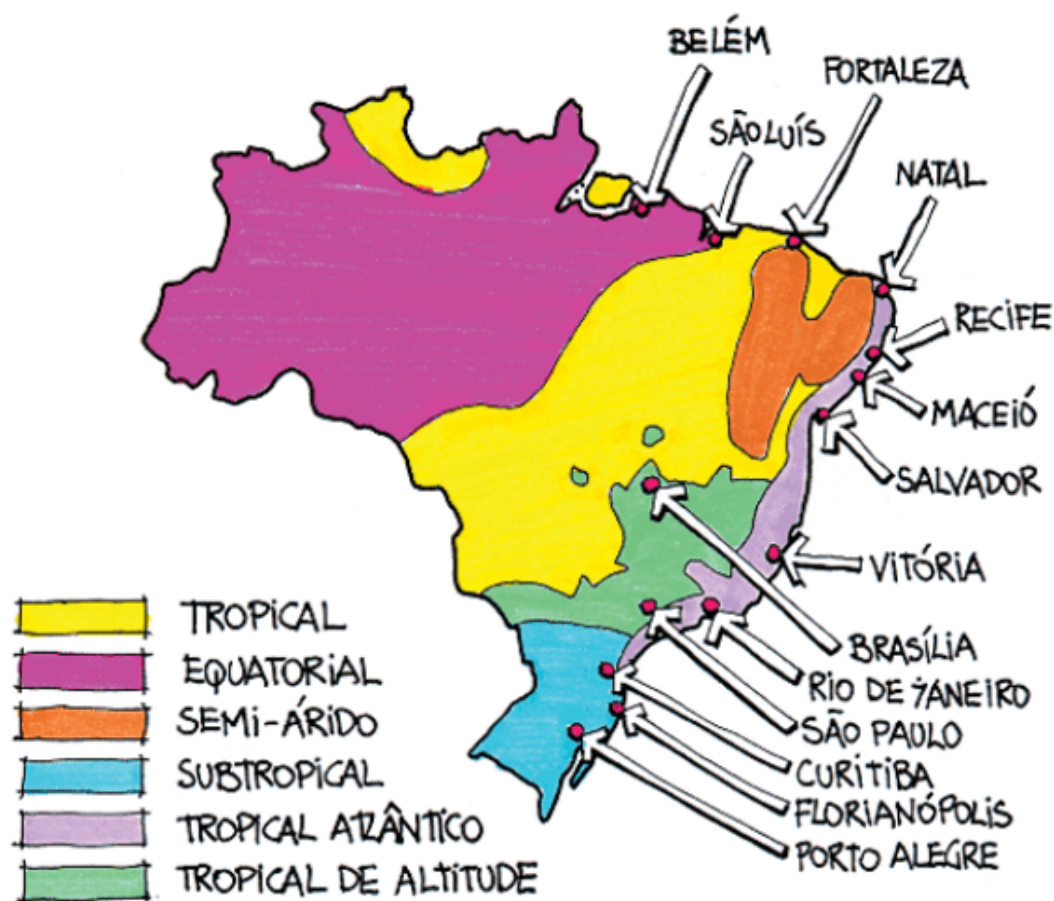 BELÉM
FORTALEZA
SÃO LUÍS
NATAL
RECIFE
MACEIÓ
SALVADOR
VITÓRIA
BRASÍLIA
RIO DE JANEIRO
SÃO PAULO
CURITIBA
FLORIANÓPOLIS
PORTO ALEGRE
TROPICAL
EQUATORIAL
SEMI-ÁRIDO
SUBTROPICAL
TROPICAL ATLÂNTICO
TROPICAL DE ALTITUDE